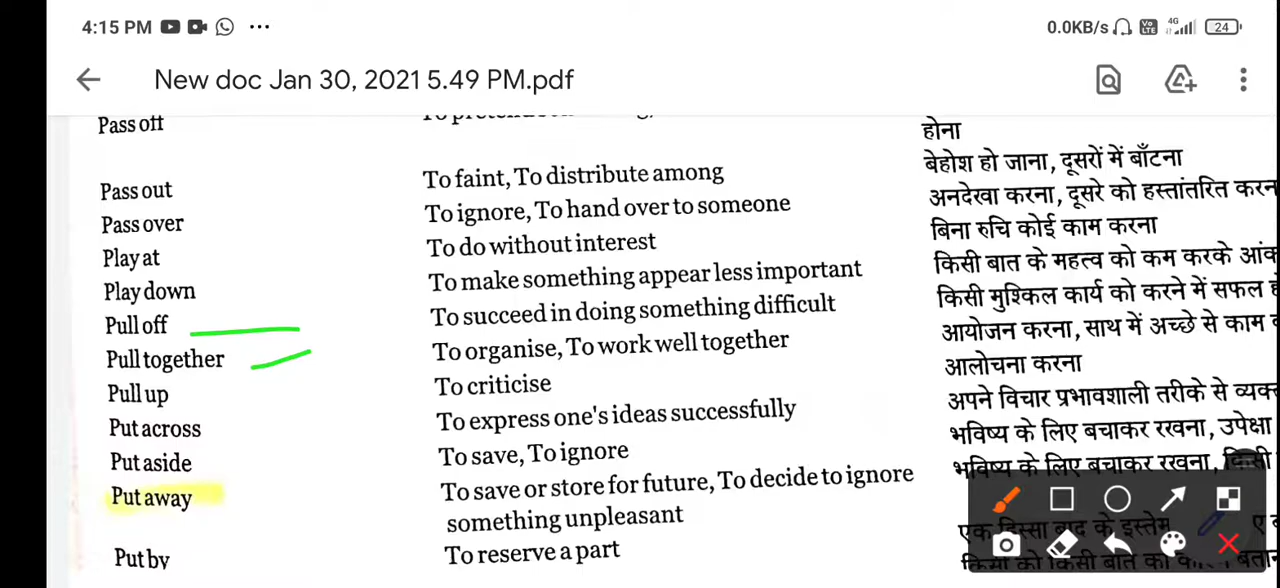 4:15 PM ... 0.0KB/s Vo LTE 4G 24
New doc Jan 30, 2021 5.49 PM.pdf
Pass off
होना
Pass out To faint, To distribute among बेहोश हो जाना, दूसरों में बाँटना
Pass over To ignore, To hand over to someone अनदेखा करना, दूसरे को हस्तांतरित करन
Play at To do without interest बिना रुचि कोई काम करना
Play down To make something appear less important किसी बात के महत्व को कम करके आंक
Pull off To succeed in doing something difficult किसी मुश्किल कार्य को करने में सफल ह
Pull together To organise, To work well together आयोजन करना, साथ में अच्छे से काम
Pull up To criticise आलोचना करना
Put across To express one's ideas successfully अपने विचार प्रभावशाली तरीके से व्यक्त
Put aside To save, To ignore भविष्य के लिए बचाकर रखना, उपेक्षा
Put away To save or store for future, To decide to ignore भविष्य के लिए बचाकर रखना, किसी
something unpleasant
Put by To reserve a part एक हिस्सा बाद के इस्तेम